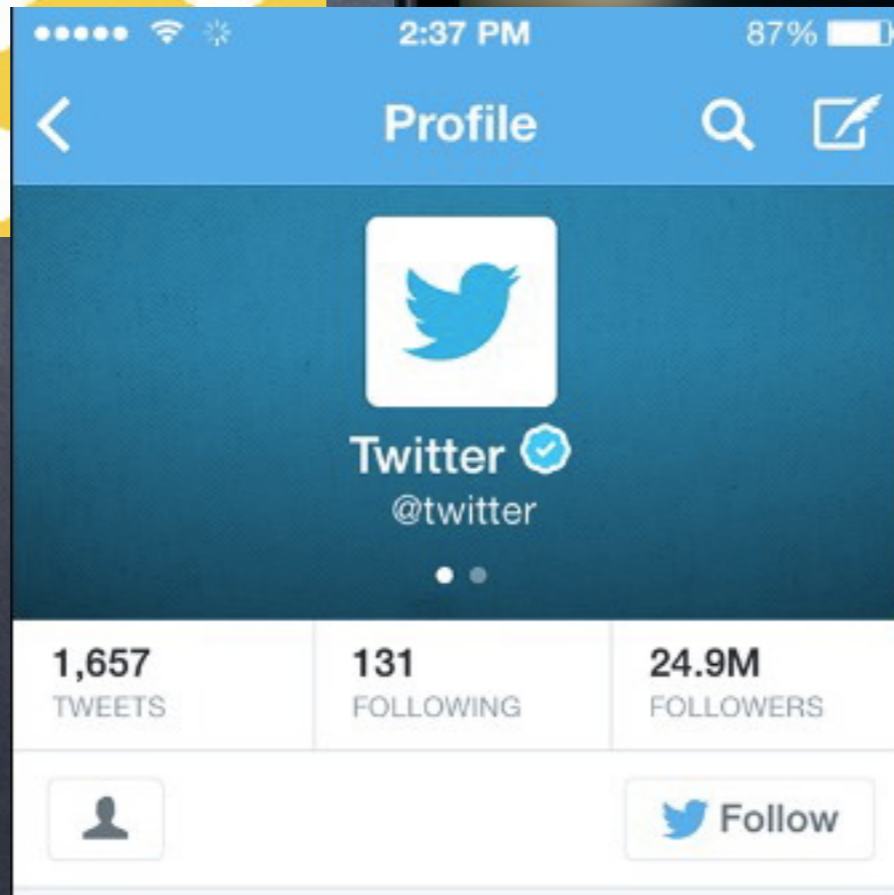 2:37 PM 87%
Profile
Twitter
@twitter
1,657 131 24.9M
TWEETS FOLLOWING FOLLOWERS
Follow